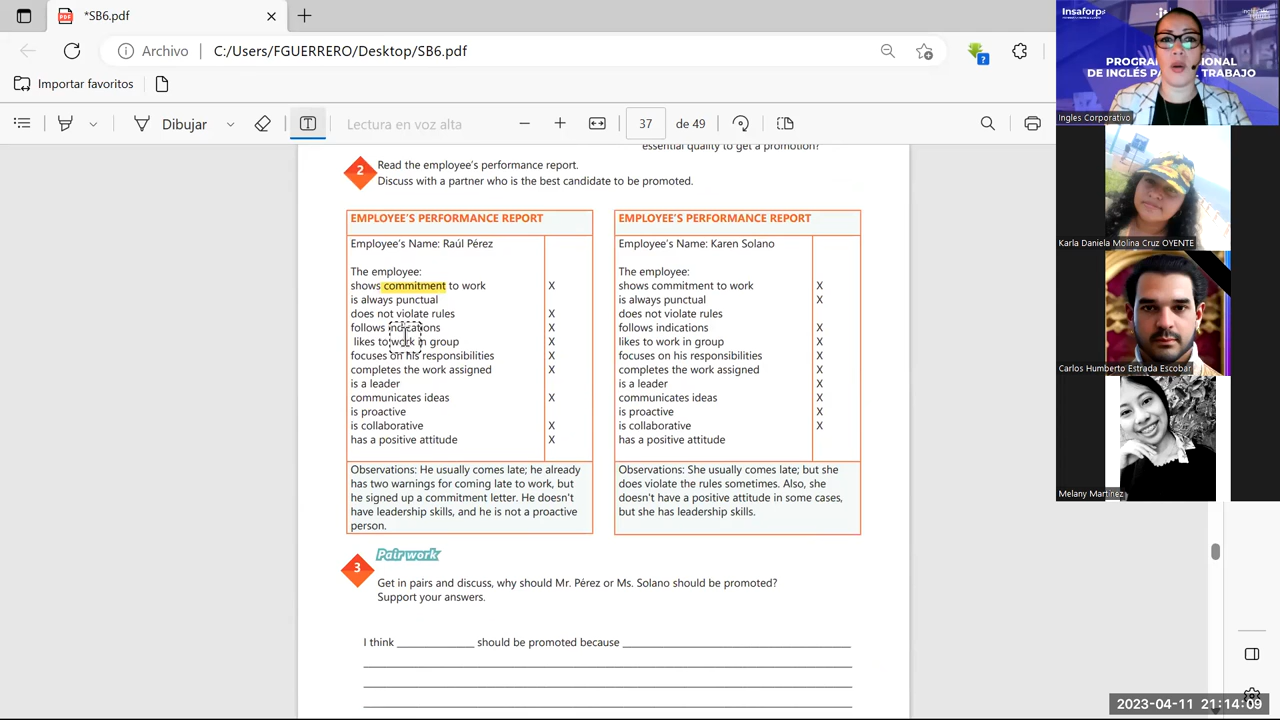 *SB6.pdf
Archivo
C:/Users/FGUERRERO/Desktop/SB6.pdf
Importar favoritos
Dibujar
Lectura en voz alta
37
de 49
essential quality to get a promotion?
2
Read the employee's performance report.
Discuss with a partner who is the best candidate to be promoted.
EMPLOYEE'S PERFORMANCE REPORT
Employee's Name: Raúl Pérez
The employee:
shows commitment to work X
is always punctual
does not violate rules X
follows indications X
likes to work in group X
focuses on his responsibilities X
completes the work assigned X
is a leader
communicates ideas X
is proactive
is collaborative X
has a positive attitude X
Observations: He usually comes late; he already
has two warnings for coming late to work, but
he signed up a commitment letter. He doesn't
have leadership skills, and he is not a proactive
person.
EMPLOYEE'S PERFORMANCE REPORT
Employee's Name: Karen Solano
The employee:
shows commitment to work X
is always punctual X
does not violate rules
follows indications X
likes to work in group X
focuses on his responsibilities X
completes the work assigned X
is a leader X
communicates ideas X
is proactive X
is collaborative X
has a positive attitude
Observations: She usually comes late; but she
does violate the rules sometimes. Also, she
doesn't have a positive attitude in some cases,
but she has leadership skills.
3
Pair work
Get in pairs and discuss, why should Mr. Pérez or Ms. Solano should be promoted?
Support your answers.
I think ______________ should be promoted because ______________
Insaforp
DE INGLÉS
TRABAJO
Ingles Corporativo
Karla Daniela Molina Cruz OYENTE
Carlos Humberto Estrada Escobar
Melany Martinez
2023-04-11 21:14:09